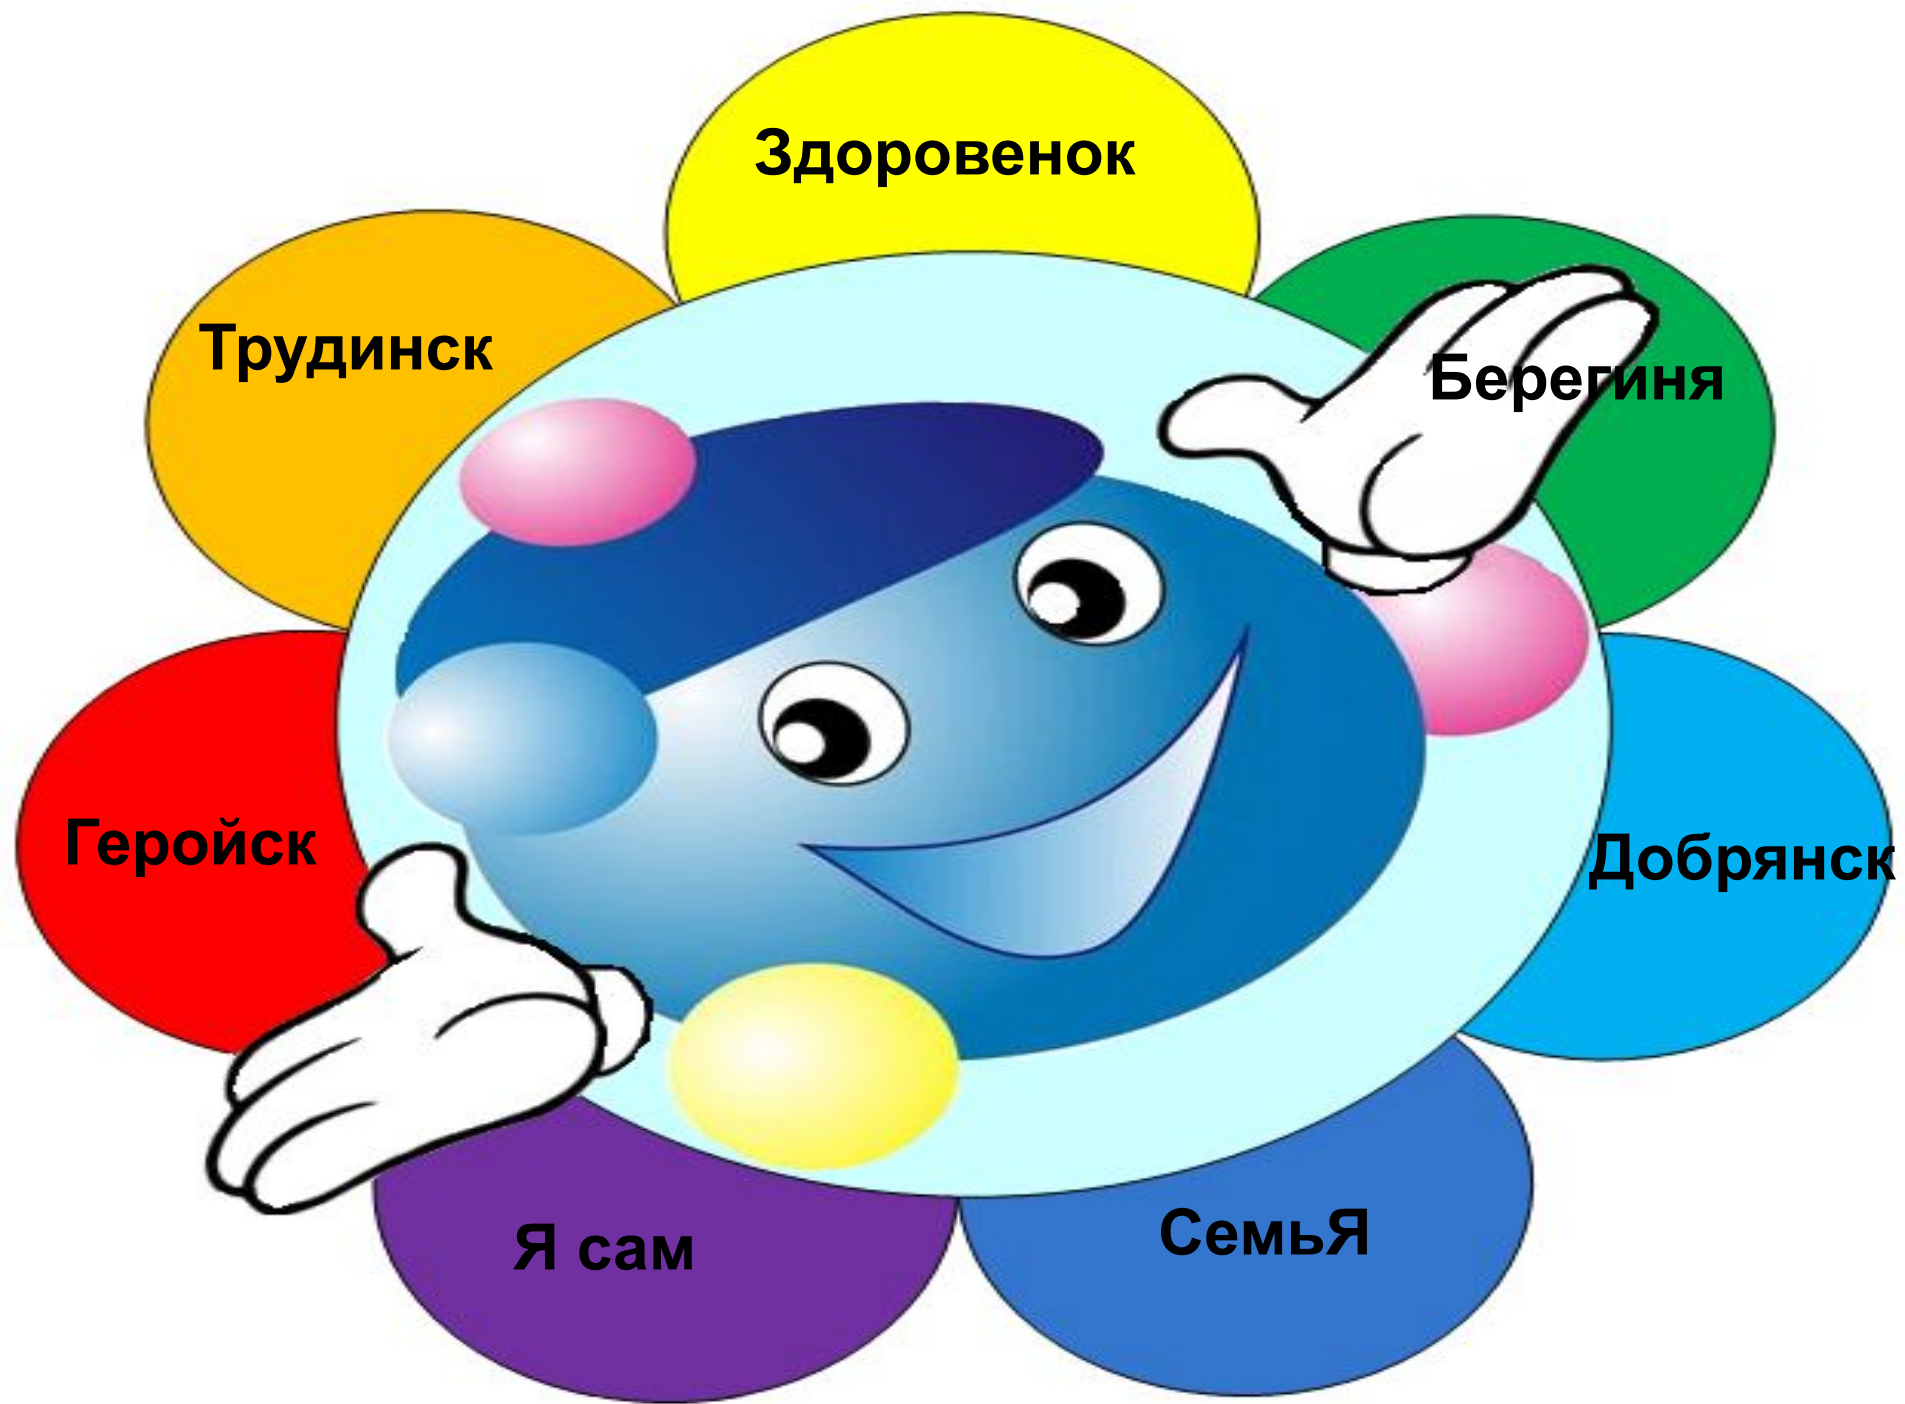 Здоровенок
Трудинск
Берегиня
Геройск
Добрянск
Я сам
СемьЯ